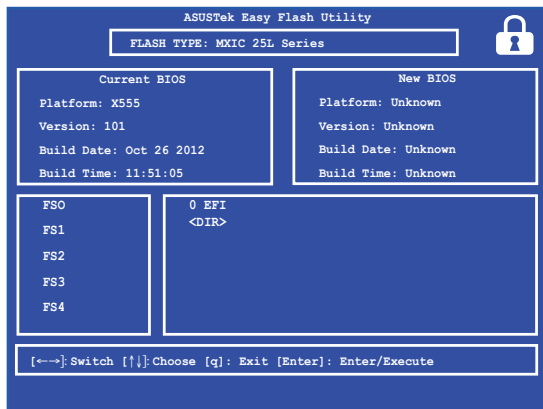 ASUSTek Easy Flash Utility
FLASH TYPE: MXIC 25L Series
Current BIOS
Platform: X555
Version: 101
Build Date: Oct 26 2012
Build Time: 11:51:05
New BIOS
Platform: Unknown
Version: Unknown
Build Date: Unknown
Build Time: Unknown
FSO
FS1
FS2
FS3
FS4
0 EFI
<DIR>
[←→]: Switch [↑↓]: Choose [q]: Exit [Enter]: Enter/Execute